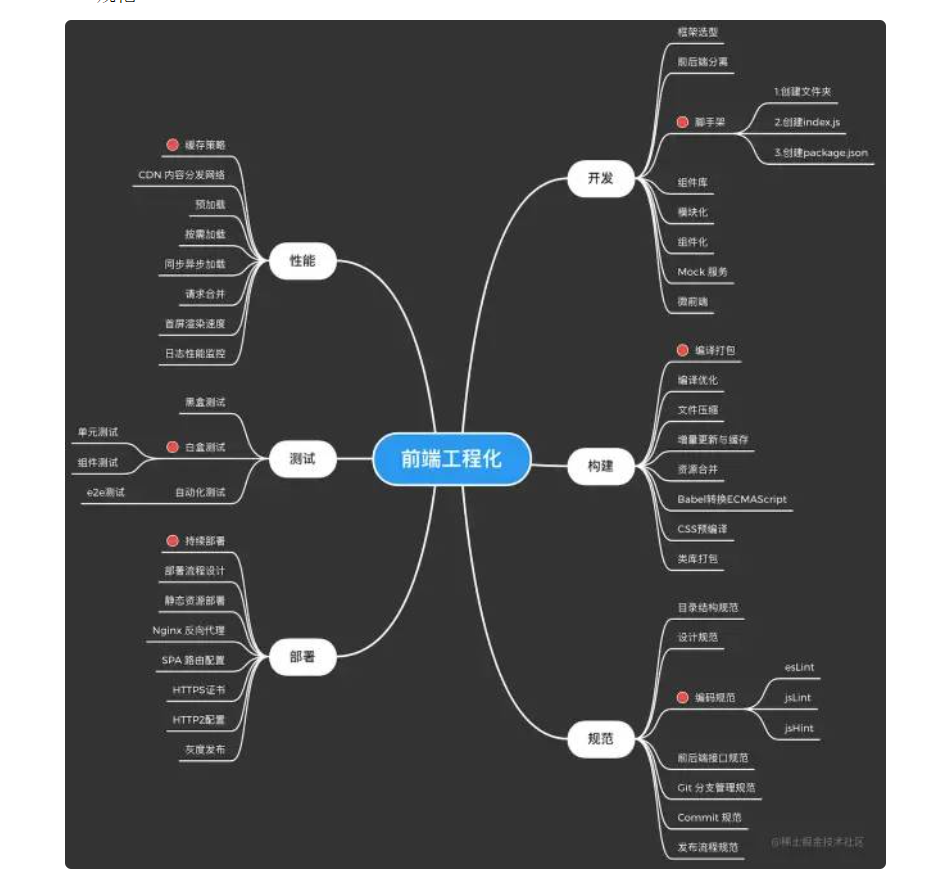 前端工程化
开发
框架选型
前后端分离
脚手架
1.创建文件夹
2.创建index.js
3.创建package.json
组件库
模块化
组件化
Mock 服务
微前端
构建
编译打包
编译优化
文件压缩
增量更新与缓存
资源合并
Babel转换ECMAScript
CSS预编译
类库打包
规范
目录结构规范
设计规范
编码规范
esLint
jsLint
jsHint
前后端接口规范
Git 分支管理规范
Commit 规范
发布流程规范
性能
缓存策略
CDN 内容分发网络
预加载
按需加载
同步异步加载
请求合并
首屏渲染速度
日志性能监控
测试
黑盒测试
白盒测试
单元测试
组件测试
自动化测试
e2e测试
部署
持续部署
部署流程设计
静态资源部署
Nginx 反向代理
SPA 路由配置
HTTPS证书
HTTP2配置
灰度发布
@稀土掘金技术社区